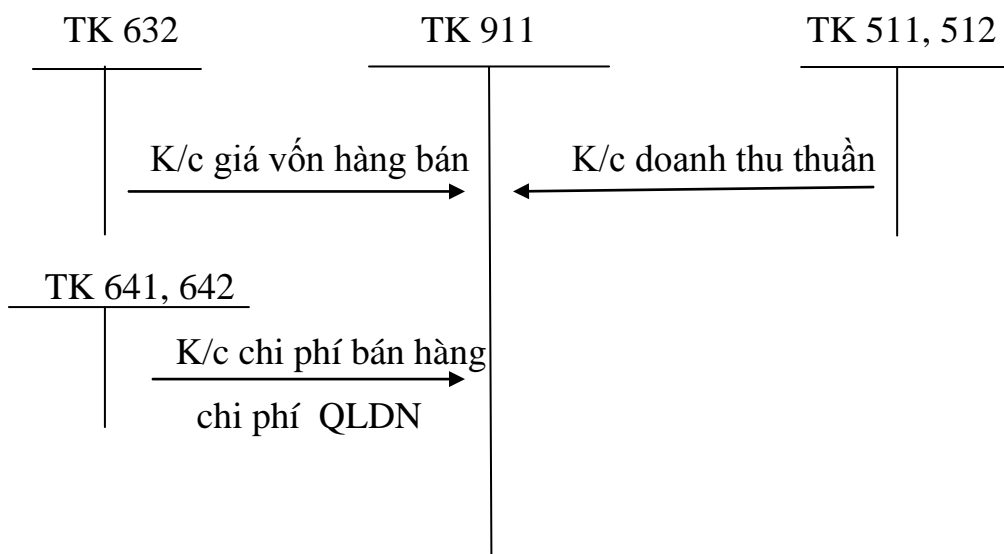 TK 632
TK 911
TK 511, 512
K/c giá vốn hàng bán
K/c doanh thu thuần
TK 641, 642
K/c chi phí bán hàng
chi phí QLDN